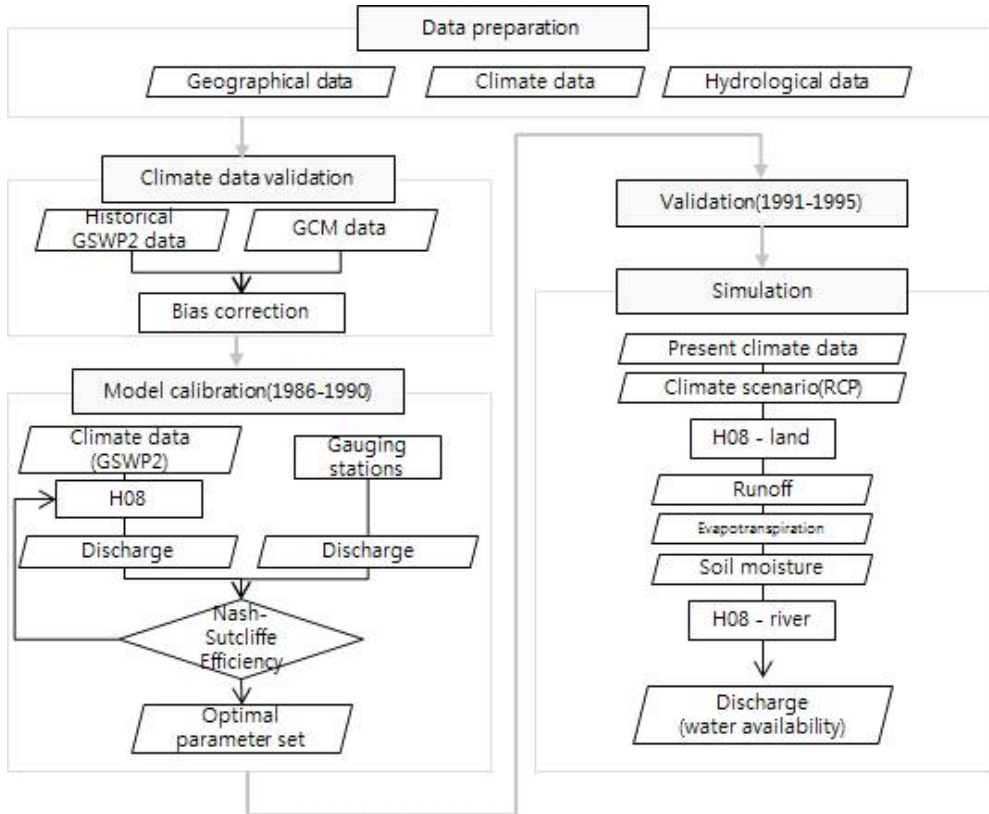 Data preparation
Geographical data
Climate data
Hydrological data
Climate data validation
Historical
GSWP2 data
GCM data
Bias correction
Model calibration(1986-1990)
Climate data
(GSWP2)
Gauging
stations
H08
Discharge
Discharge
Nash-
Sutcliffe
Efficiency
Optimal
parameter set
Validation(1991-1995)
Simulation
Present climate data
Climate scenario(RCP)
H08 - land
Runoff
Evapotranspiration
Soil moisture
H08 - river
Discharge
(water availability)